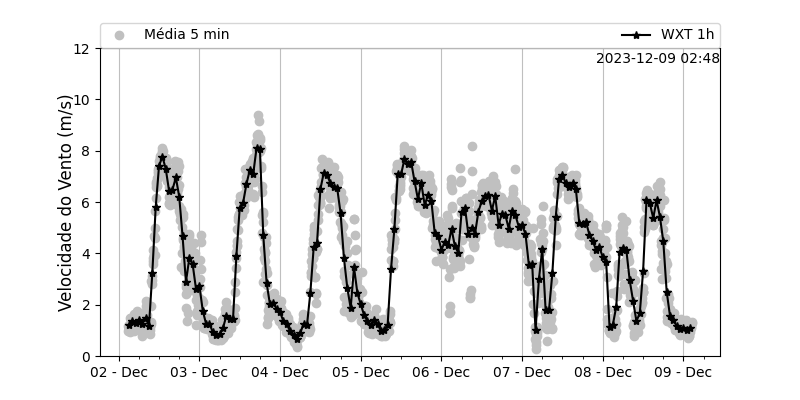 Média 5 min
WXT 1h
2023-12-09 02:48
Velocidade do Vento (m/s)
12
10
8
6
4
2
0
02 - Dec
03 - Dec
04 - Dec
05 - Dec
06 - Dec
07 - Dec
08 - Dec
09 - Dec